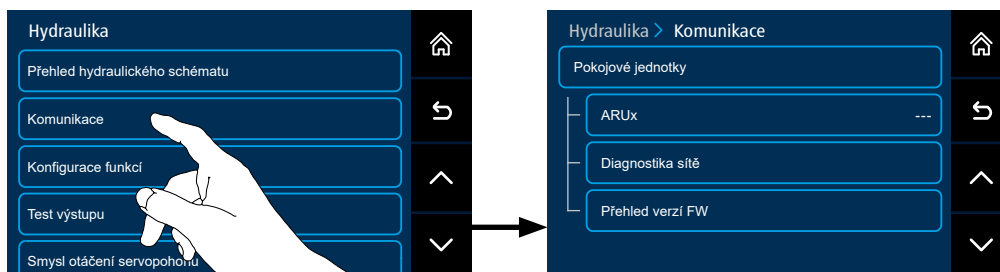 Hydraulika
Přehled hydraulického schématu
Komunikace
Konfigurace funkcí
Test výstupu
Smysl otáčení servopohonu
Hydraulika > Komunikace
Pokojové jednotky
ARUx ---
Diagnostika sítě
Přehled verzí FW